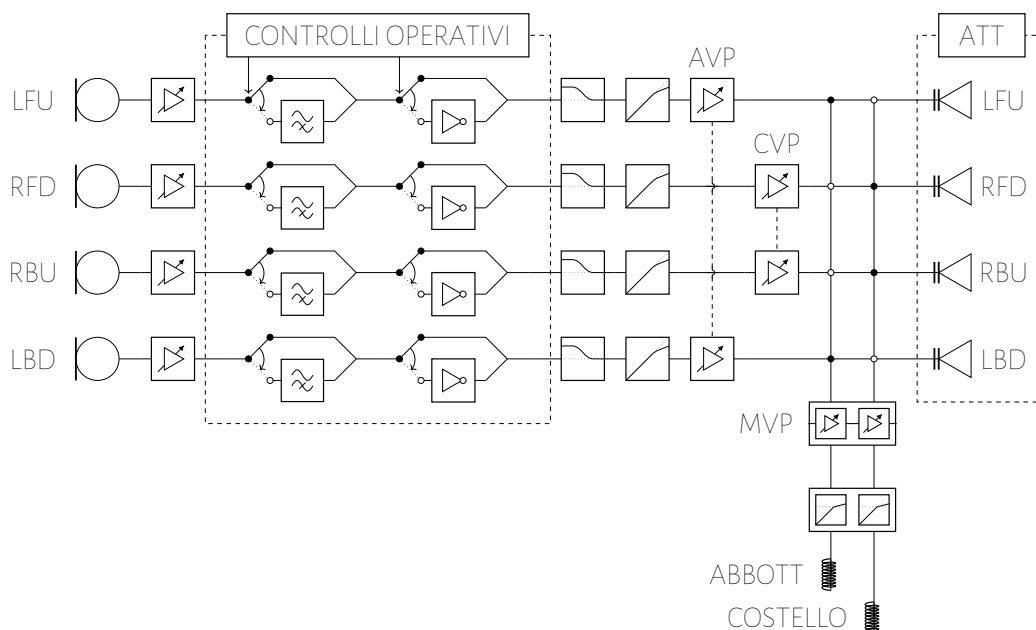 CONTROLLI OPERATIVI
ATT
AVP
LFU
LFU
CVP
RFD
RFD
RBU
RBU
LBD
LBD
MVP
ABBOTT
COSTELLO